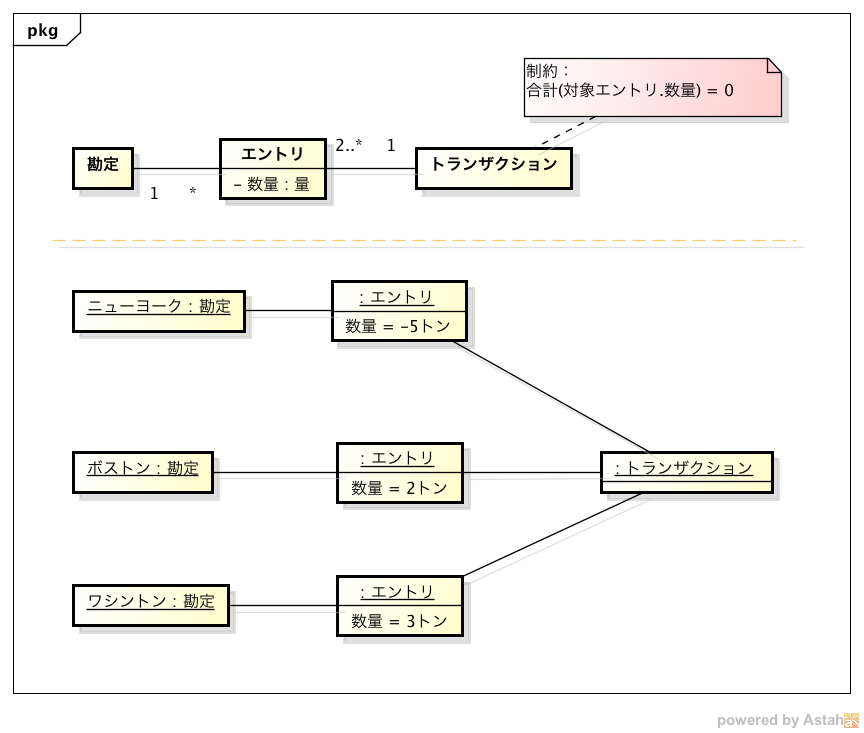 pkg
制約：
合計(対象エントリ.数量) = 0
勘定
エントリ
- 数量 : 量
2..*
1
トランザクション
1
*
ニューヨーク : 勘定
: エントリ
数量 = -5トン
ボストン : 勘定
: エントリ
数量 = 2トン
: トランザクション
ワシントン : 勘定
: エントリ
数量 = 3トン
powered by Astah